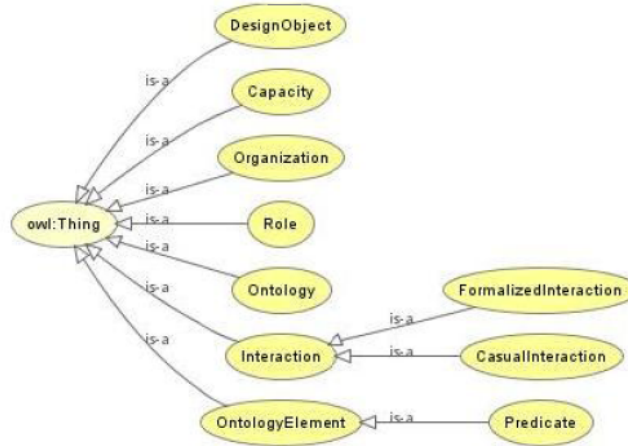 DesignObject
is-a
Capacity
is-a
Organization
is-a
owl:Thing
is-a
Role
is-a
Ontology
is-a
FormalizedInteraction
is-a
Interaction
is-a
CasualInteraction
is-a
OntologyElement
is-a
Predicate
is-a